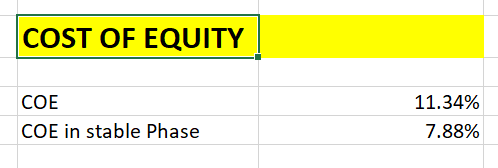 COST OF EQUITY
COE 11.34%
COE in stable Phase 7.88%